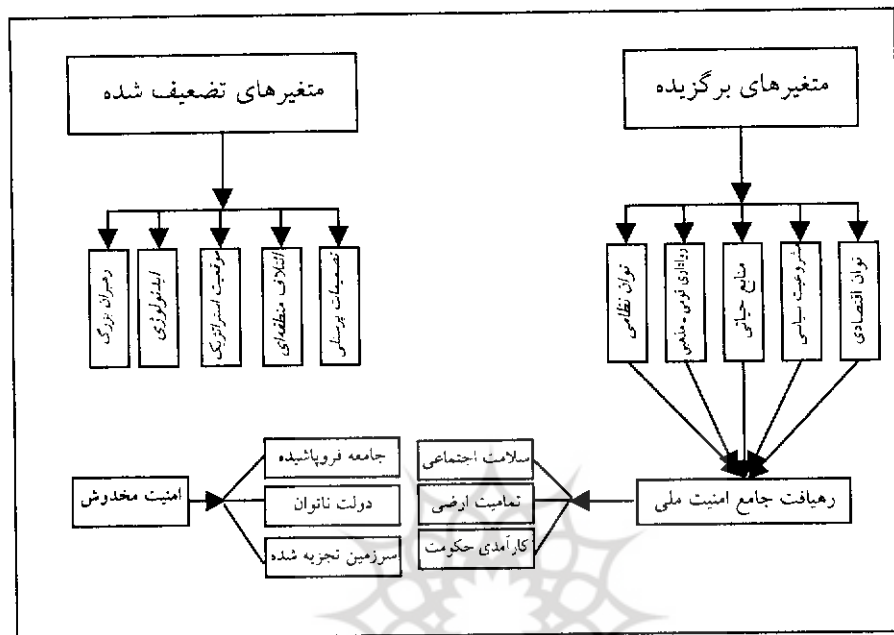 متغیرهای برگزیده
متغیرهای تضعیف شده
توان اقتصادی
مشروعیت سیاسی
منابع حیاتی
رواداری قومی - مذهبی
توان نظامی
تصمیمات پرسنلی
ائتلاف منطقه‌ای
موقعیت استراتژیک
ایدئولوژی
رهبران بزرگ
رهیافت جامع امنیت ملی
سلامت اجتماعی
تمامیت ارضی
کارآمدی حکومت
جامعه فروپاشیده
دولت ناتوان
سرزمین تجزیه شده
امنیت مخدوش